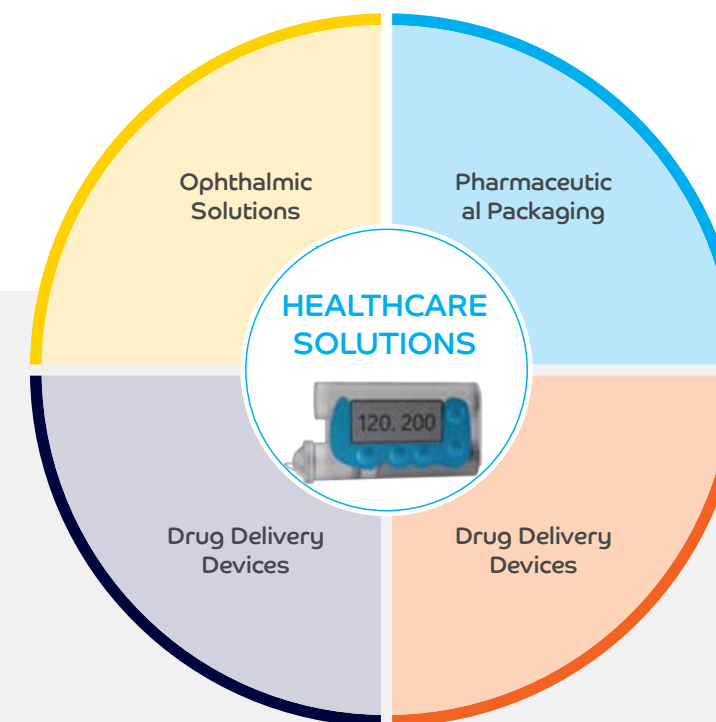 Ophthalmic
Solutions
Pharmaceutic
al Packaging
HEALTHCARE
SOLUTIONS
120. 200
Drug Delivery
Devices
Drug Delivery
Devices